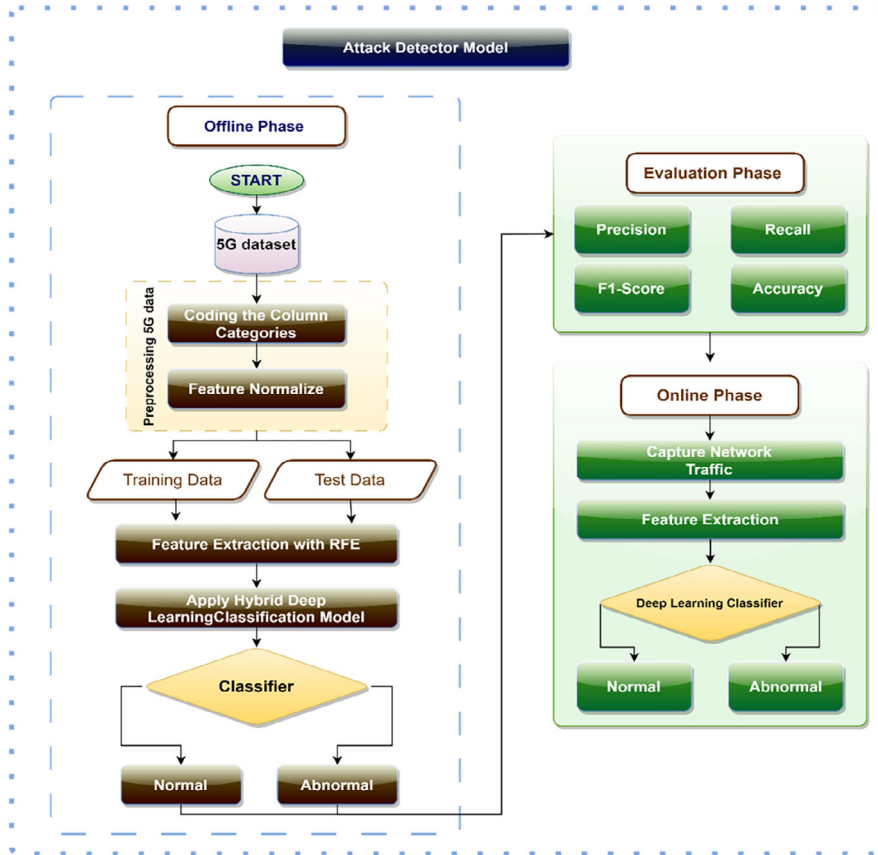 Attack Detector Model
Offline Phase
START
5G dataset
Preprocessing 5G data
Coding the Column
Categories
Feature Normalize
Training Data
Test Data
Feature Extraction with RFE
Apply Hybrid Deep
LearningClassification Model
Classifier
Normal
Abnormal
Evaluation Phase
Precision
Recall
F1-Score
Accuracy
Online Phase
Capture Network
Traffic
Feature Extraction
Deep Learning Classifier
Normal
Abnormal